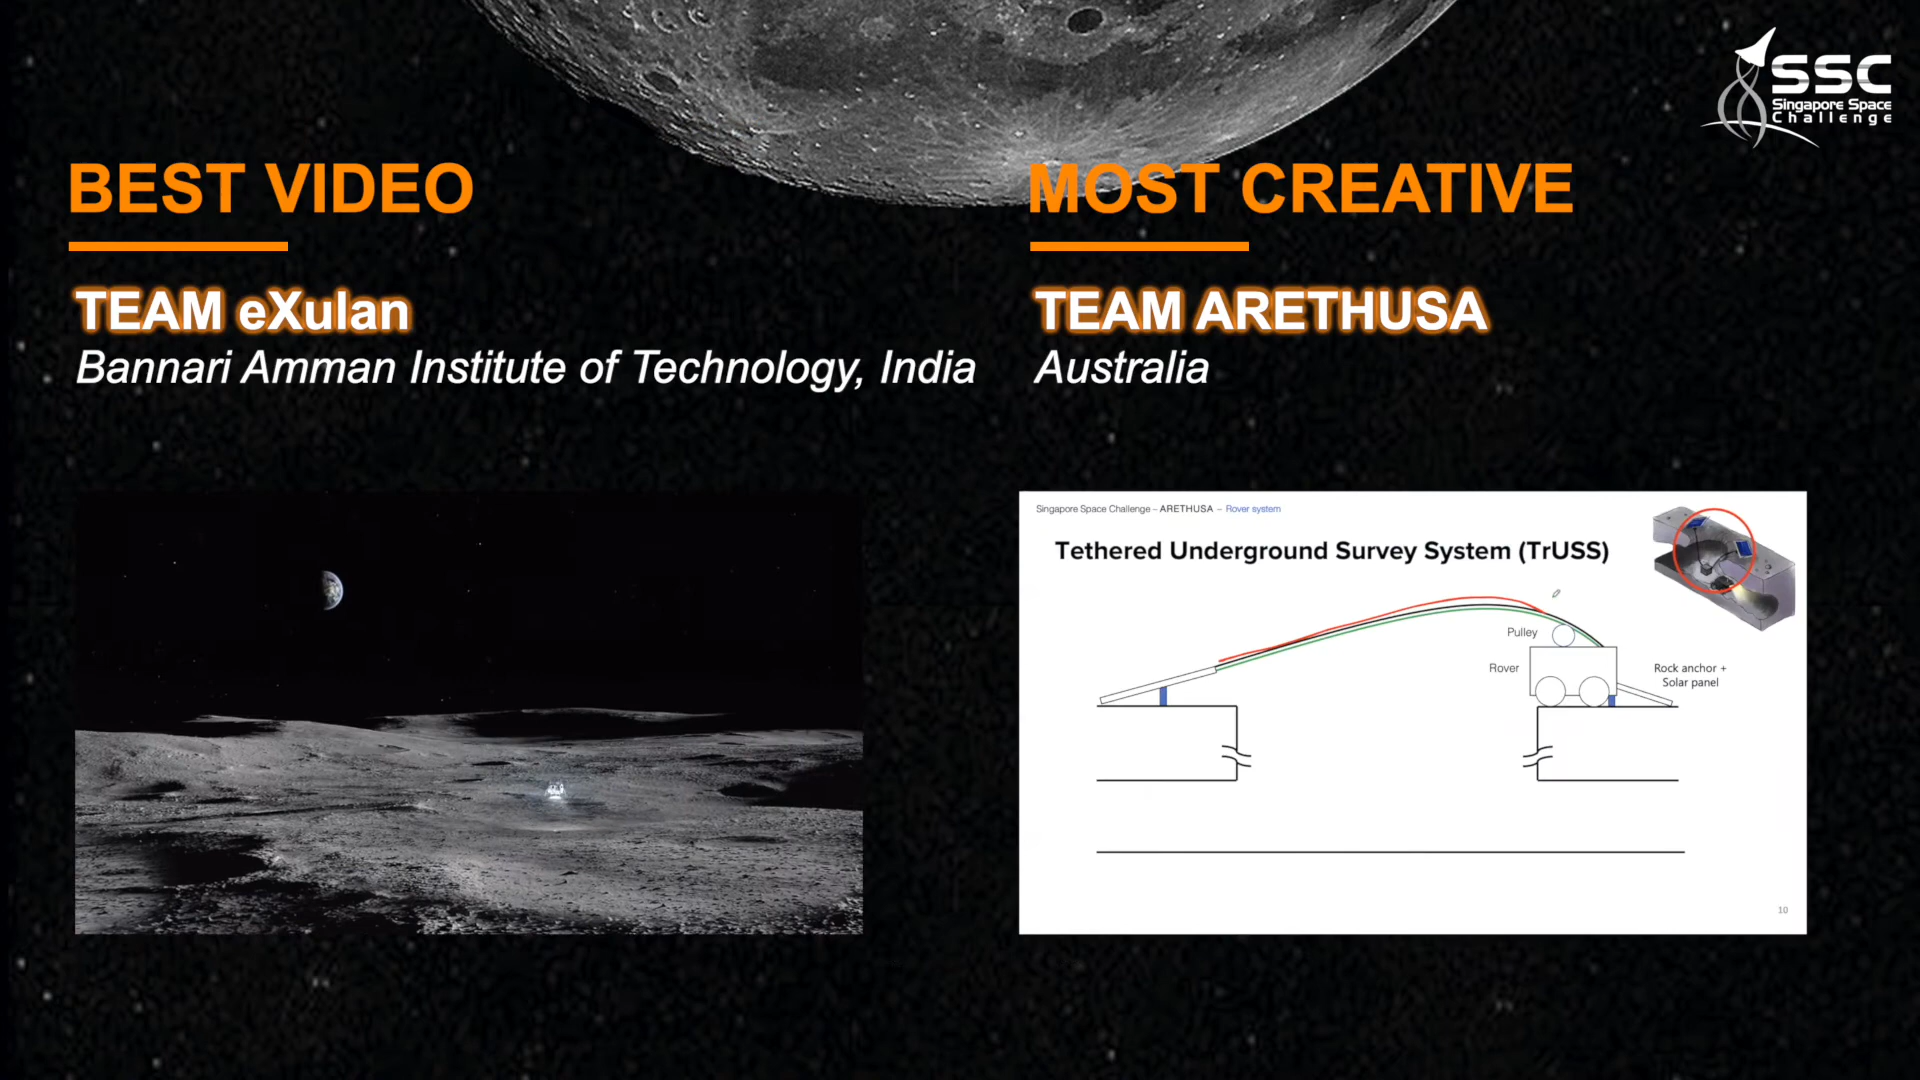 SSC
Singapore Space
Challenge
BEST VIDEO
TEAM eXulan
Bannari Amman Institute of Technology, India
MOST CREATIVE
TEAM ARETHUSA
Australia
Singapore Space Challenge – ARETHUSA – Rover system
Tethered Underground Survey System (TrUSS)
Pulley
Rover
Rock anchor +
Solar panel
10